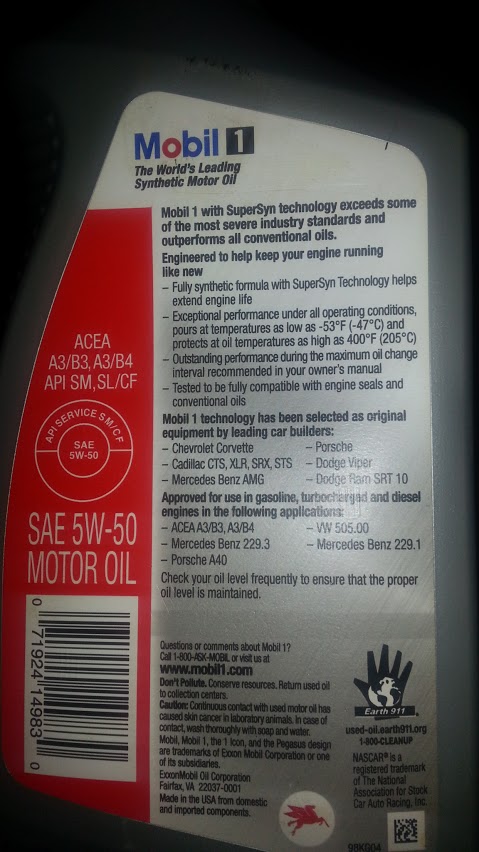 Mobil 1
The World's Leading
Synthetic Motor Oil
Mobil 1 with SuperSyn technology exceeds some
of the most severe industry standards and
outperforms all conventional oils.
Engineered to help keep your engine running
like new
– Fully synthetic formula with SuperSyn Technology helps
extend engine life
– Exceptional performance under all operating conditions,
pours at temperatures as low as -53°F (-47°C) and
protects at oil temperatures as high as 400°F (205°C)
– Outstanding performance during the maximum oil change
interval recommended in your owner's manual
– Tested to be fully compatible with engine seals and
conventional oils
Mobil 1 technology has been selected as original
equipment by leading car builders:
– Chevrolet Corvette – Porsche
– Cadillac CTS, XLR, SRX, STS – Dodge Viper
– Mercedes Benz AMG – Dodge Ram SRT 10
Approved for use in gasoline, turbocharged and diesel
engines in the following applications:
– ACEA A3/B3, A3/B4 – VW 505.00
– Mercedes Benz 229.3 – Mercedes Benz 229.1
– Porsche A40
Check your oil level frequently to ensure that the proper
oil level is maintained.
ACEA
A3/B3, A3/B4
API SM, SL/CF
API SERVICE SM/CF
SAE
5W-50
SAE 5W-50
MOTOR OIL
0 71924 14983 0
Questions or comments about Mobil 1?
Call 1-800-ASK-MOBIL or visit us at
www.mobil1.com
Don't Pollute. Conserve resources. Return used oil
to collection centers.
Caution: Continuous contact with used motor oil has
caused skin cancer in laboratory animals. In case of
contact, wash thoroughly with soap and water.
Mobil, Mobil 1, the 1 Icon, and the Pegasus design
are trademarks of Exxon Mobil Corporation or one
of its subsidiaries.
ExxonMobil Oil Corporation
Fairfax, VA 22037-0001
Made in the USA from domestic
and imported components.
Earth 911
used-oil.earth911.org
1-800-CLEANUP
NASCAR® is a
registered trademark
of The National
Association for Stock
Car Auto Racing, Inc.
98KG04